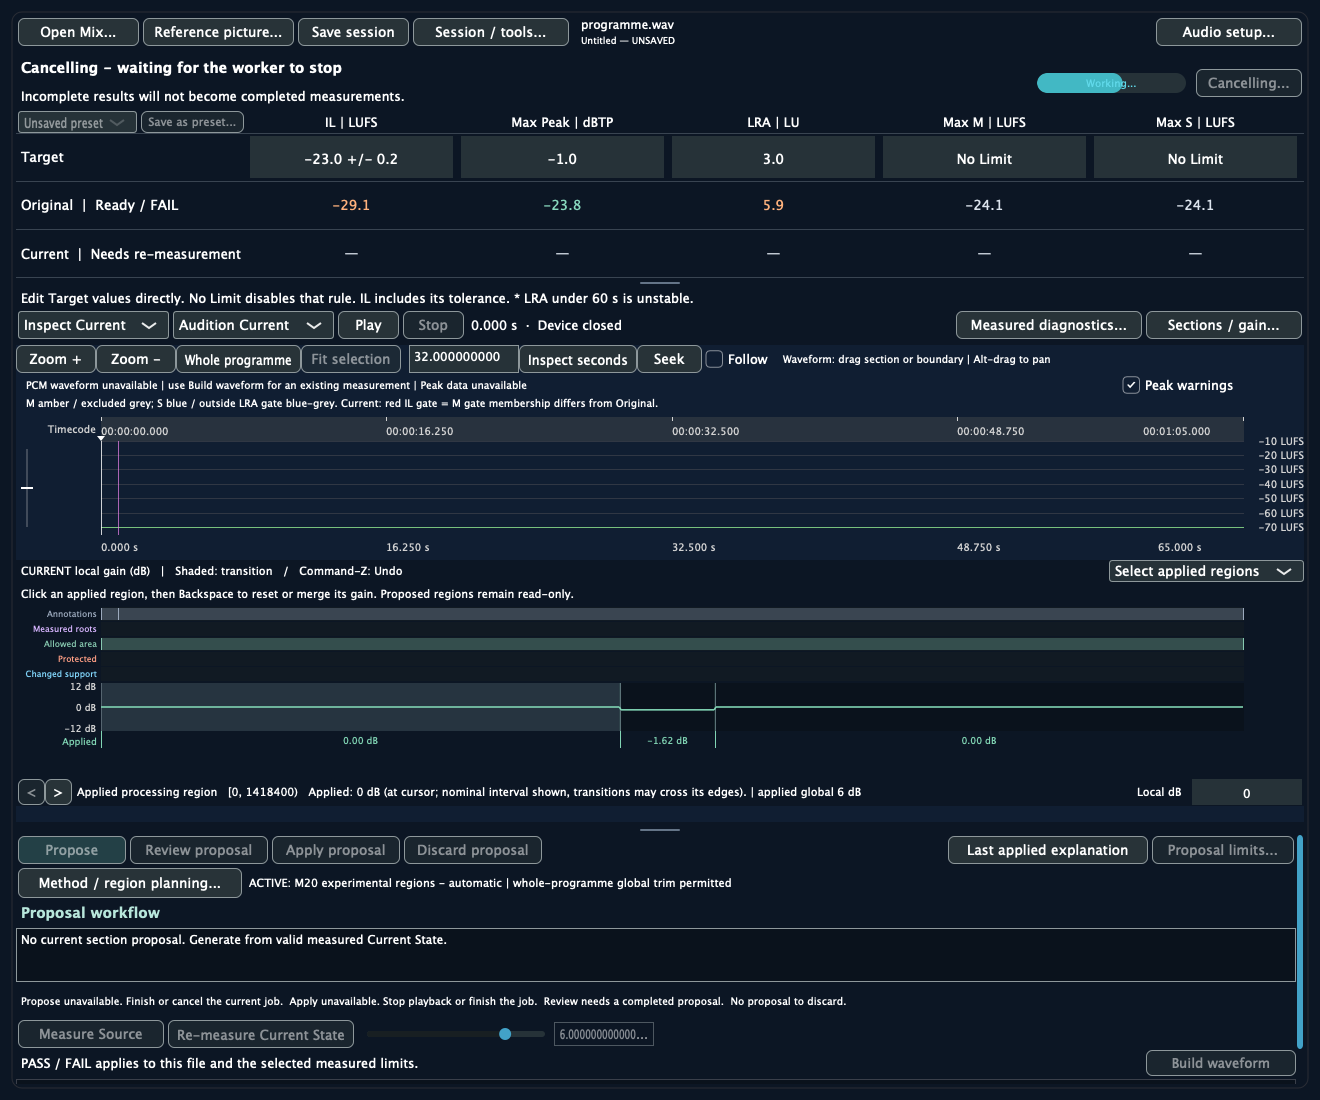 Open Mix... Reference picture... Save session Session / tools... programme.wav Audio setup...
Untitled — UNSAVED
Cancelling – waiting for the worker to stop
Working... Cancelling...
Incomplete results will not become completed measurements.
Unsaved preset Save as preset... IL | LUFS Max Peak | dBTP LRA | LU Max M | LUFS Max S | LUFS
Target -23.0 +/- 0.2 -1.0 3.0 No Limit No Limit
Original | Ready / FAIL -29.1 -23.8 5.9 -24.1 -24.1
Current | Needs re-measurement — — — — —
Edit Target values directly. No Limit disables that rule. IL includes its tolerance. * LRA under 60 s is unstable.
Inspect Current Audition Current Play Stop 0.000 s · Device closed Measured diagnostics... Sections / gain...
Zoom + Zoom – Whole programme Fit selection 32.000000000 Inspect seconds Seek Follow Waveform: drag section or boundary | Alt-drag to pan
PCM waveform unavailable | use Build waveform for an existing measurement | Peak data unavailable Peak warnings
M amber / excluded grey; S blue / outside LRA gate blue-grey. Current: red IL gate = M gate membership differs from Original.
Timecode 00:00:00.000 00:00:16.250 00:00:32.500 00:00:48.750 00:01:05.000
-10 LUFS
-20 LUFS
-30 LUFS
-40 LUFS
-50 LUFS
-60 LUFS
-70 LUFS
0.000 s 16.250 s 32.500 s 48.750 s 65.000 s
CURRENT local gain (dB) | Shaded: transition / Command-Z: Undo Select applied regions
Click an applied region, then Backspace to reset or merge its gain. Proposed regions remain read-only.
Annotations
Measured roots
Allowed area
Protected
Changed support
12 dB
0 dB
-12 dB
Applied 0.00 dB -1.62 dB 0.00 dB
< > Applied processing region [0, 1418400) Applied: 0 dB (at cursor; nominal interval shown, transitions may cross its edges). | applied global 6 dB Local dB 0
Propose Review proposal Apply proposal Discard proposal Last applied explanation Proposal limits...
Method / region planning... ACTIVE: M20 experimental regions – automatic | whole-programme global trim permitted
Proposal workflow
No current section proposal. Generate from valid measured Current State.
Propose unavailable. Finish or cancel the current job. Apply unavailable. Stop playback or finish the job. Review needs a completed proposal. No proposal to discard.
Measure Source Re-measure Current State 6.000000000000...
PASS / FAIL applies to this file and the selected measured limits. Build waveform